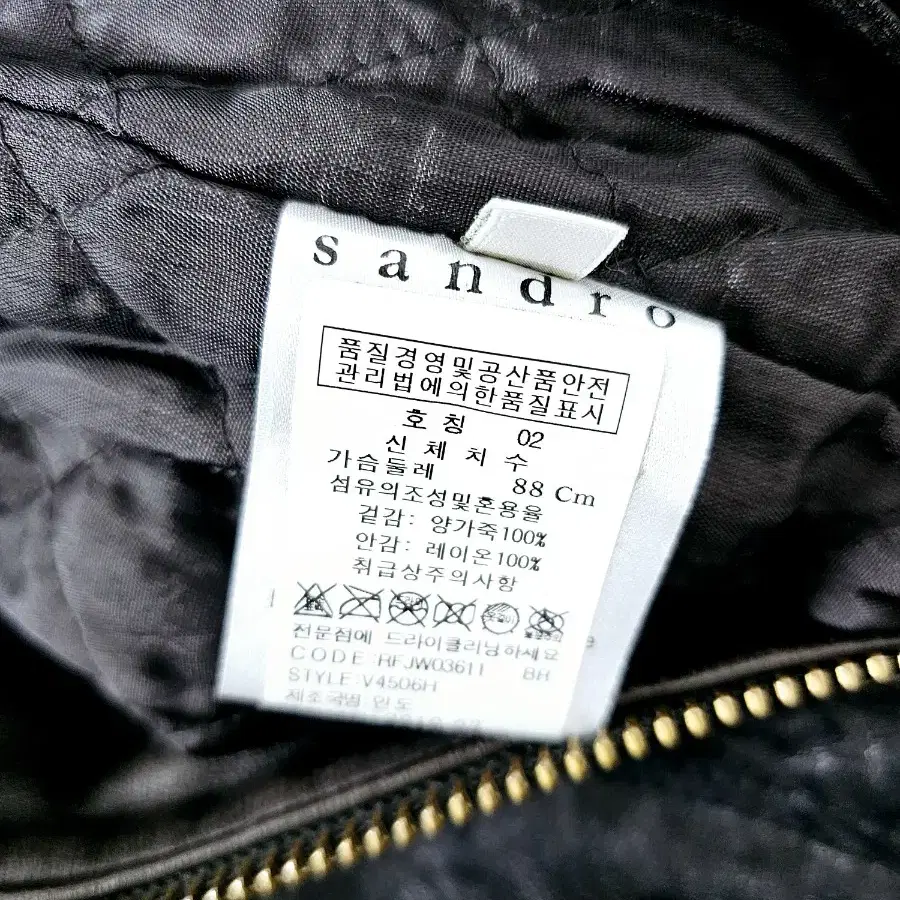 sandro
품질경영및공산품안전
관리법에의한품질표시
호칭 02
신체치수
가슴둘레 88 Cm
섬유의조성및혼용율
겉감: 양가죽100%
안감: 레이온100%
취급상주의사항
전문점에 드라이클리닝하세요
CODE:RFJW03611 BH
STYLE:V4506H
제조국명 인도